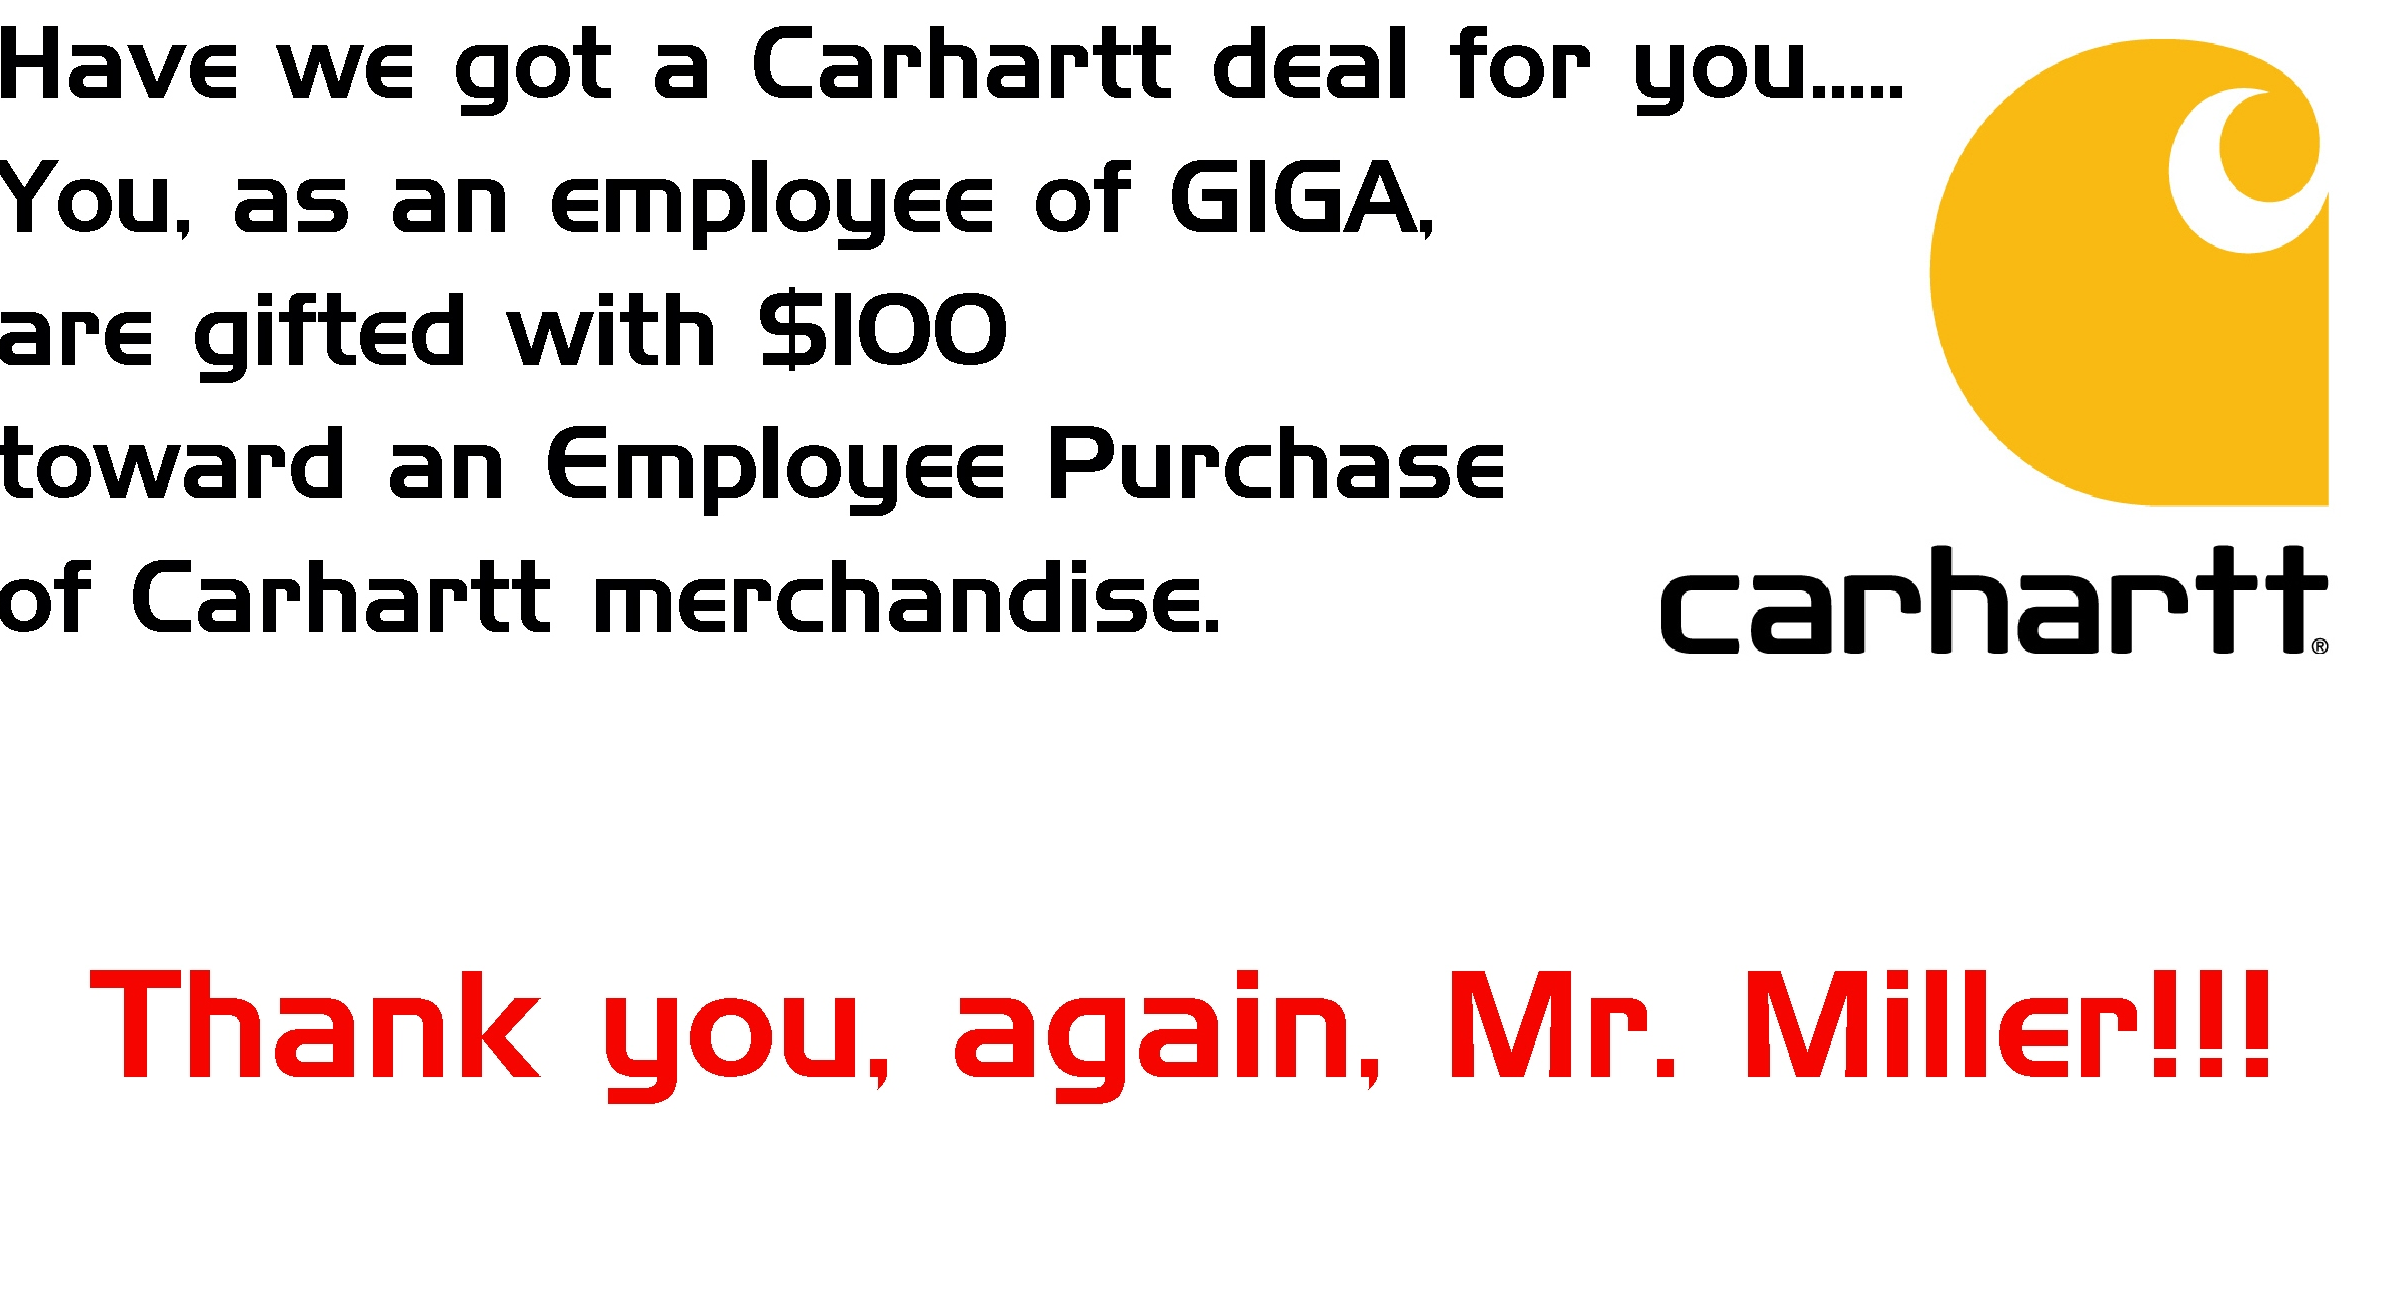 Have we got a Carhartt deal for you.....
You, as an employee of GIGA,
are gifted with $100
toward an Employee Purchase
of Carhartt merchandise.
carhartt®
Thank you, again, Mr. Miller!!!